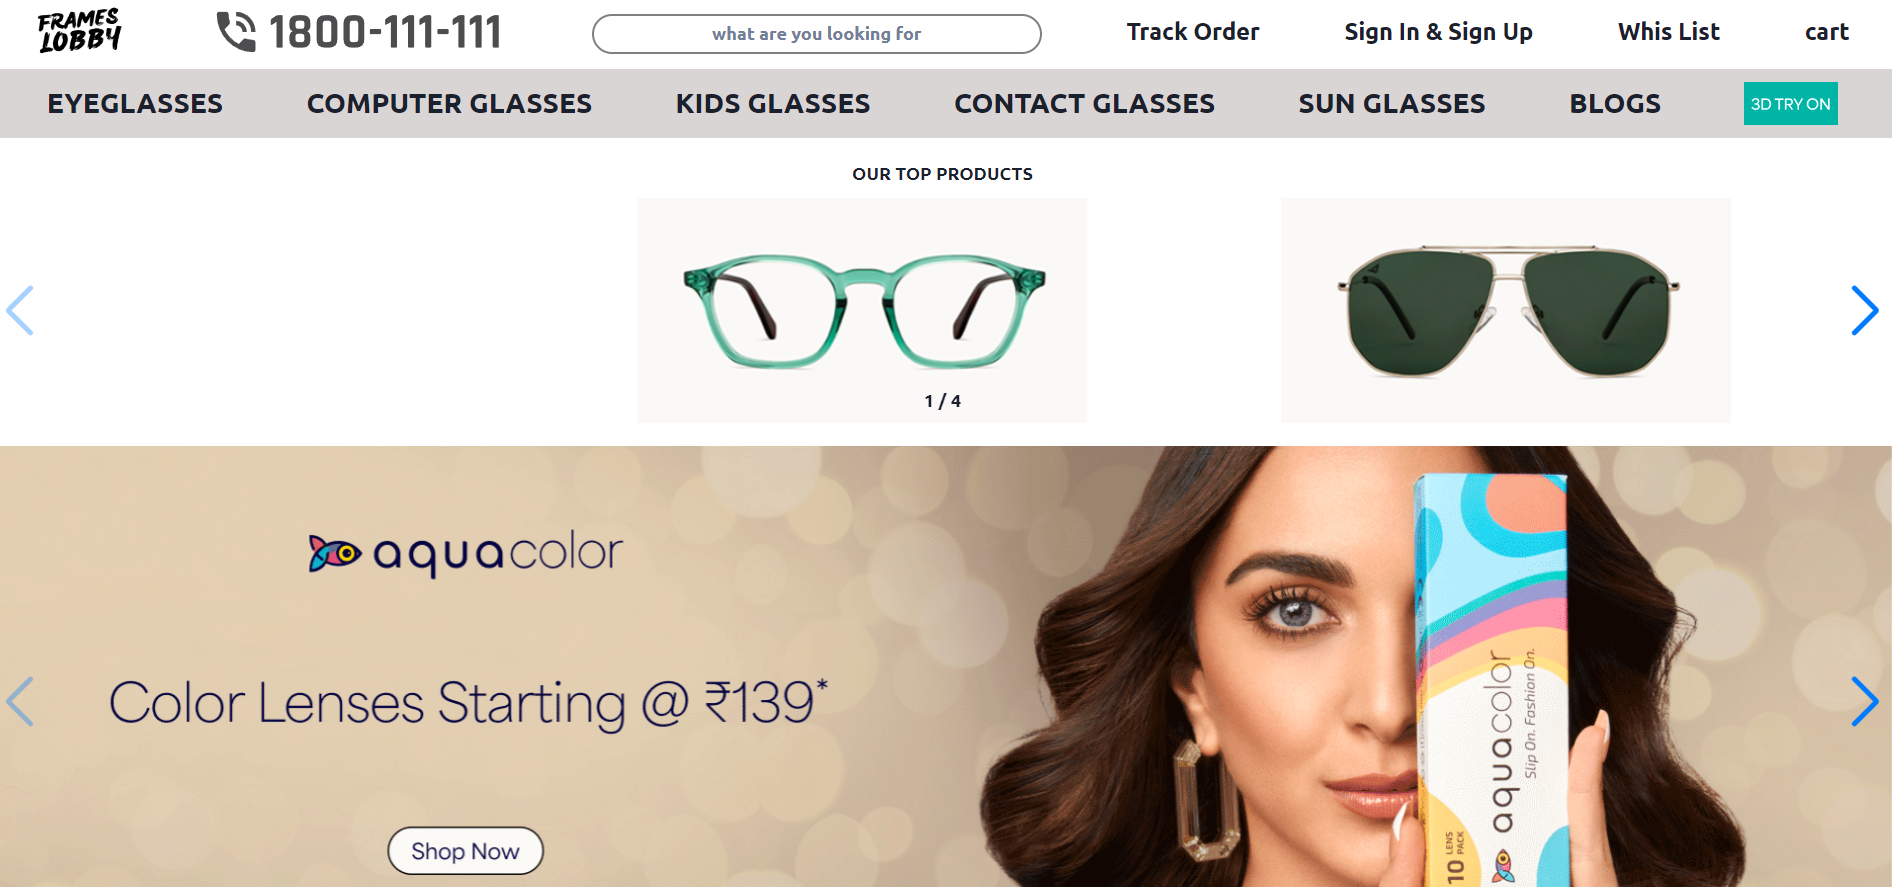 FRAMES
LOBBY
1800-111-111
what are you looking for
Track Order
Sign In & Sign Up
Whis List
cart
EYEGLASSES
COMPUTER GLASSES
KIDS GLASSES
CONTACT GLASSES
SUN GLASSES
BLOGS
3D TRY ON
OUR TOP PRODUCTS
1 / 4
aquacolor
Color Lenses Starting @ ₹139*
Shop Now
aquacolor
Slip On. Fashion On.
10 LENS
PACK